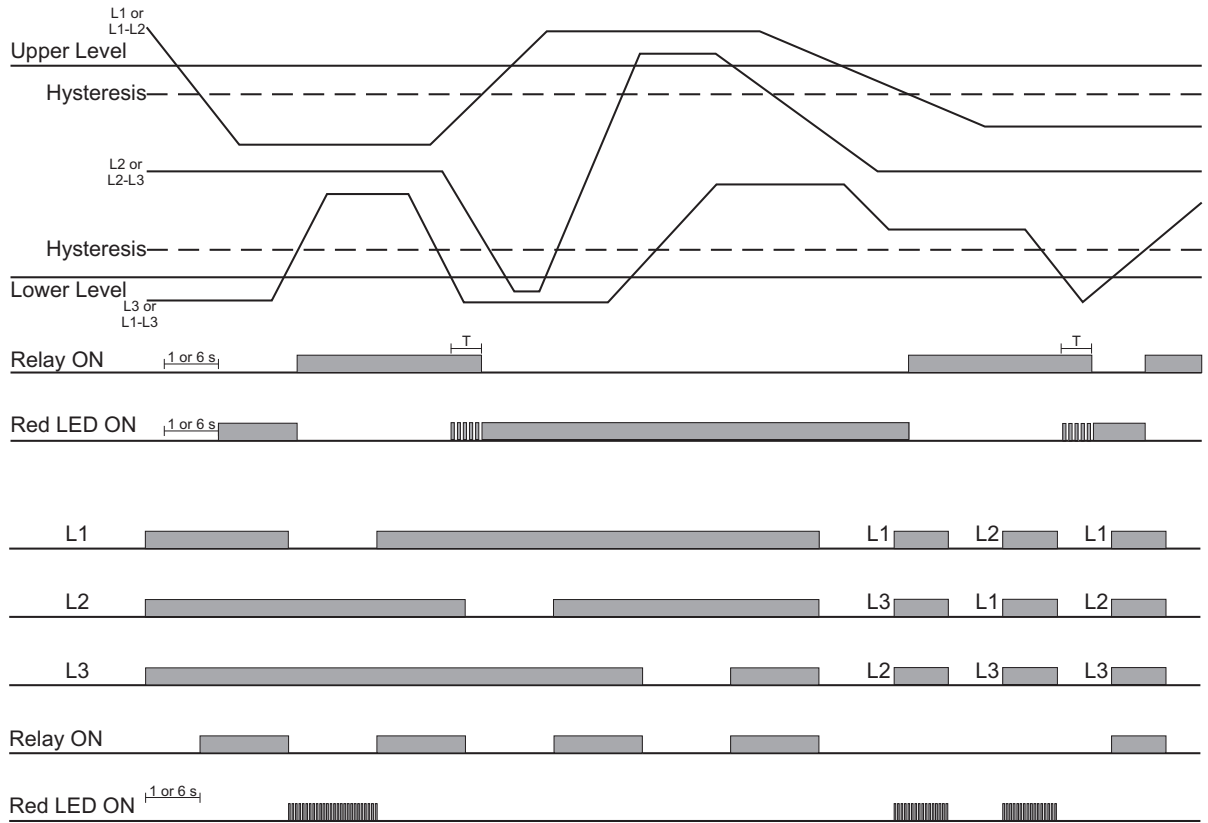 L1 or
L1-L2
Upper Level
Hysteresis
L2 or
L2-L3
Hysteresis
Lower Level
L3 or
L1-L3
T
T
Relay ON
1 or 6 s
Red LED ON
1 or 6 s
L1
L1
L2
L1
L2
L3
L1
L2
L3
L2
L3
L3
Relay ON
Red LED ON
1 or 6 s